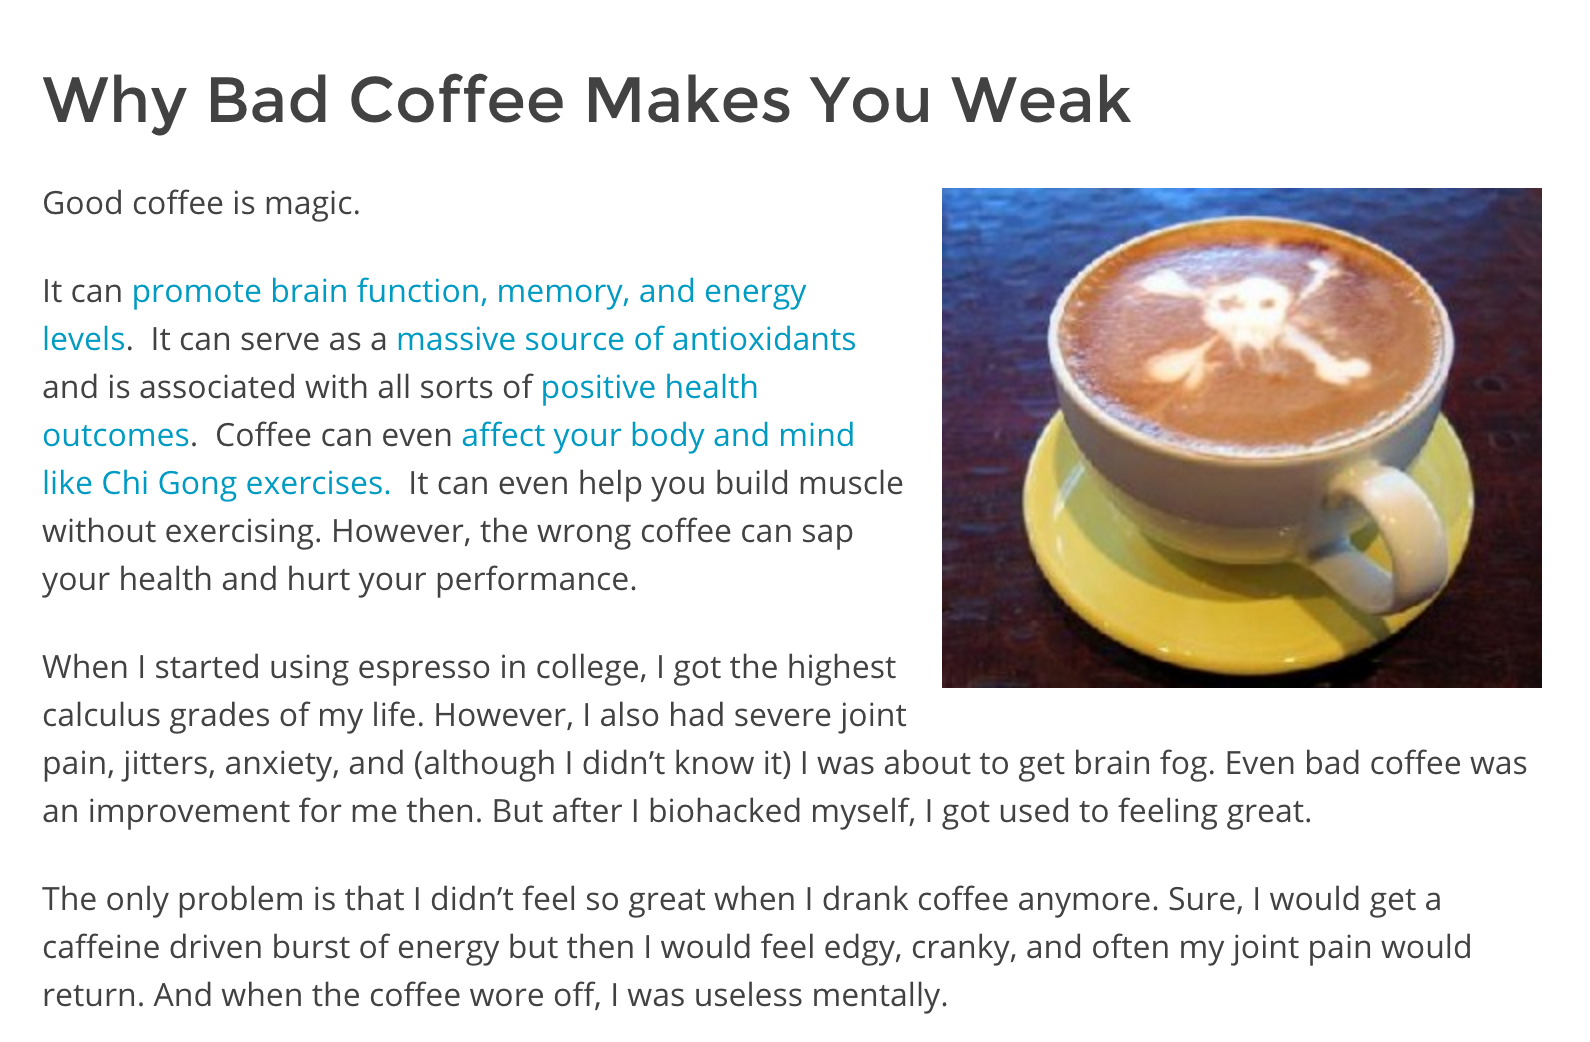 Why Bad Coffee Makes You Weak
Good coffee is magic.
It can promote brain function, memory, and energy
levels.  It can serve as a massive source of antioxidants
and is associated with all sorts of positive health
outcomes.  Coffee can even affect your body and mind
like Chi Gong exercises.  It can even help you build muscle
without exercising. However, the wrong coffee can sap
your health and hurt your performance.
When I started using espresso in college, I got the highest
calculus grades of my life. However, I also had severe joint
pain, jitters, anxiety, and (although I didn’t know it) I was about to get brain fog. Even bad coffee was
an improvement for me then. But after I biohacked myself, I got used to feeling great.
The only problem is that I didn’t feel so great when I drank coffee anymore. Sure, I would get a
caffeine driven burst of energy but then I would feel edgy, cranky, and often my joint pain would
return. And when the coffee wore off, I was useless mentally.